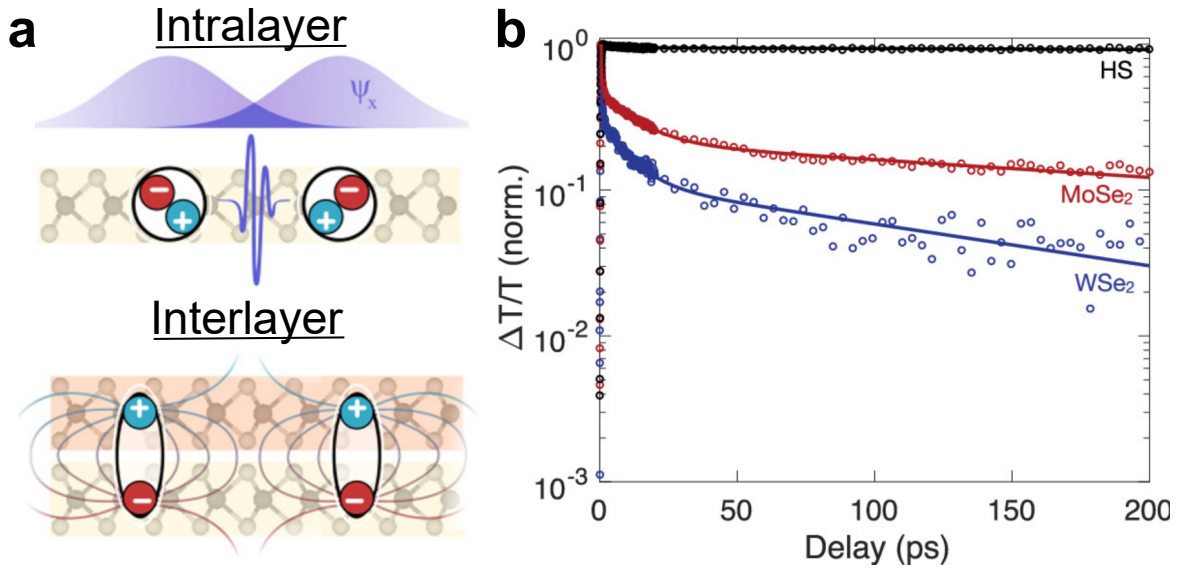 a
Intralayer
ψx
−
+
−
+
Interlayer
+
+
−
−
b
10⁰
10⁻¹
10⁻²
10⁻³
ΔT/T (norm.)
HS
MoSe₂
WSe₂
0
50
100
150
200
Delay (ps)